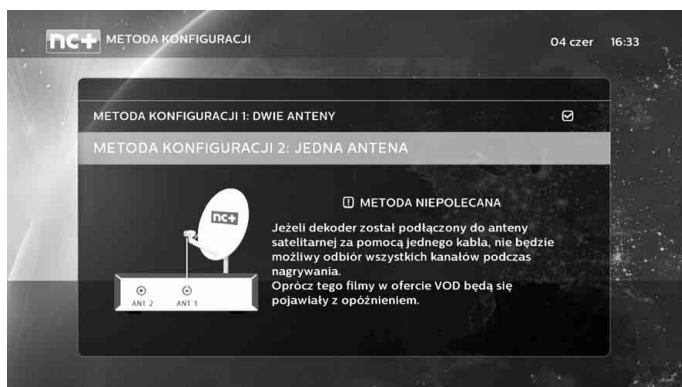 nc+ METODA KONFIGURACJI 04 czer 16:33
METODA KONFIGURACJI 1: DWIE ANTENY
METODA KONFIGURACJI 2: JEDNA ANTENA
METODA NIEPOLECANA
Jeżeli dekoder został podłączony do anteny
satelitarnej za pomocą jednego kabla, nie będzie
możliwy odbiór wszystkich kanałów podczas
nagrywania.
Oprócz tego filmy w ofercie VOD będą się
pojawiały z opóźnieniem.
nc+
ANT 2 ANT 1